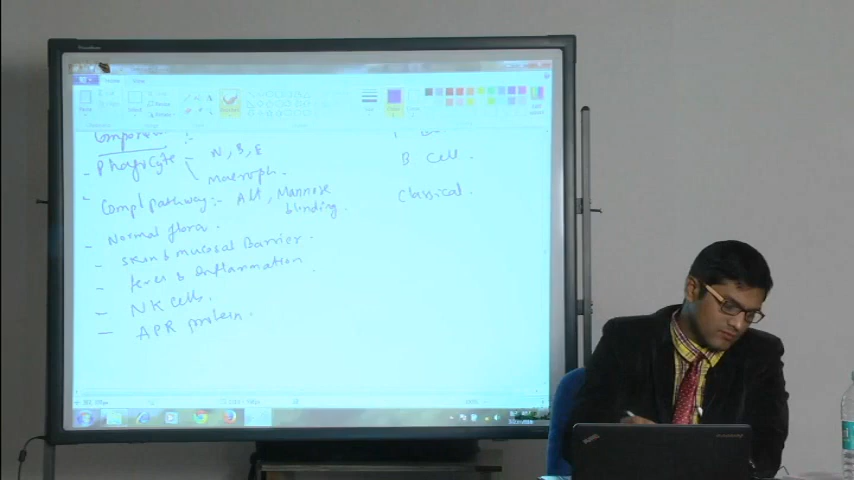 Component :-
- Phagocyte - N, B, E
Macroph.
B cell.
- Compl pathway :- Alt, Mannose
binding.
Classical.
- Normal flora.
- Skin & mucosal Barrier.
- fever & Inflammation.
- NK cells.
- APR protein.